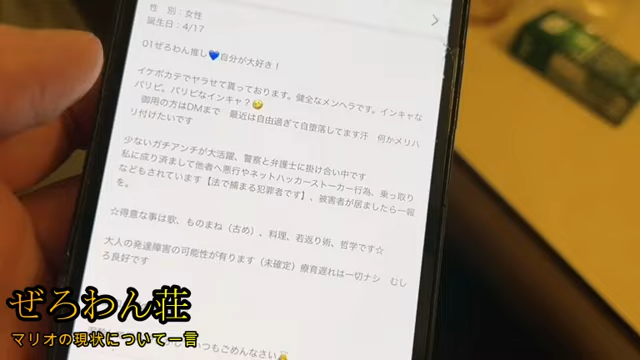 性 別：女性
誕生日：4/17
01ぜろわん推し💙自分が大好き！
イケボカテでヤラせて貰っております。健全なメンヘラです。インキャな
パリピ。パリピなインキャ？🤣
御用の方はDMまで 最近は自由過ぎて自堕落してます汗 何かメリハ
リ付けたいです
少ないガチアンチが大活躍、警察と弁護士に掛け合い中です
私に成り済まして他者へ悪行やネットハッカーストーカー行為、乗っ取り
などもされています【法で捕まる犯罪者です】、被害者が居ましたら一報
を。
☆得意な事は歌、ものまね（古め）、料理、若返り術、哲学です☆
大人の発達障害の可能性が有ります（未確定）療育遅れは一切ナシ むし
ろ良好です
いつもごめんなさい
ぜろわん荘
マリオの現状について一言